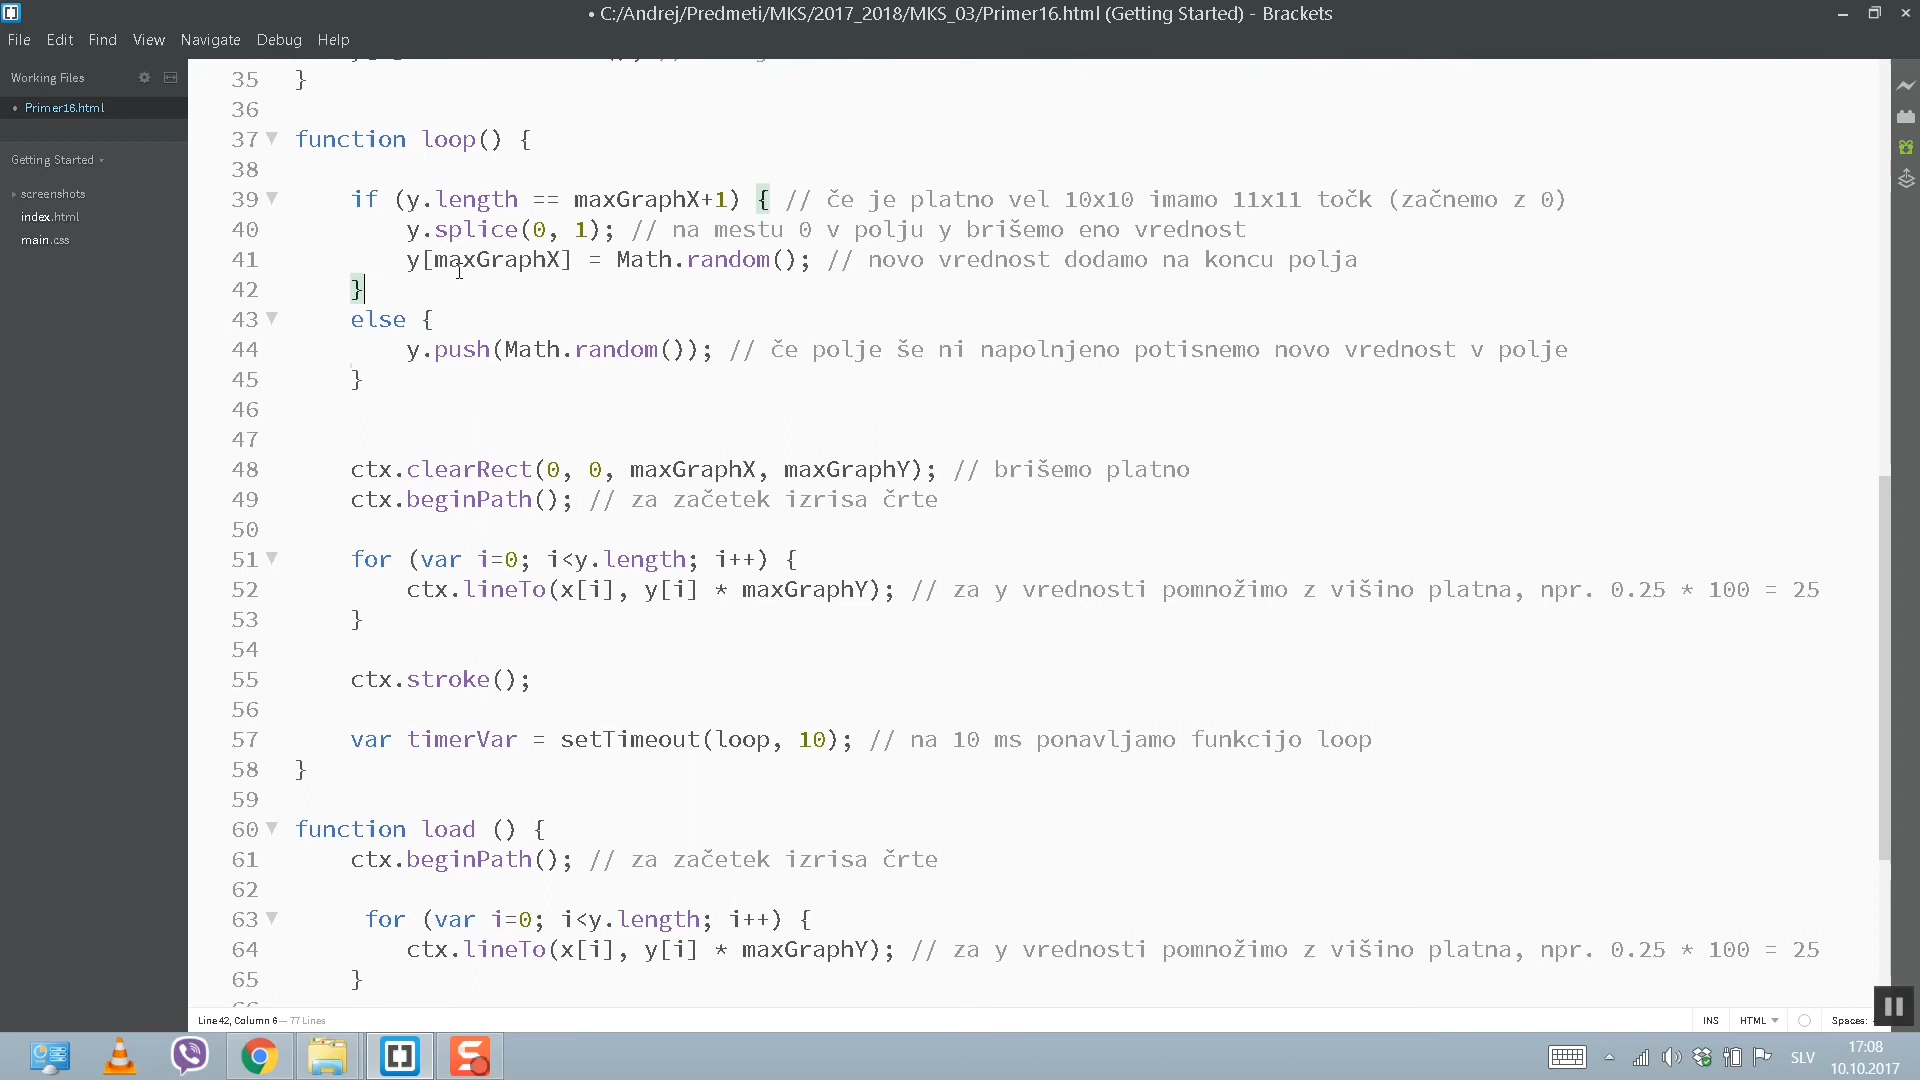 • C:/Andrej/Predmeti/MKS/2017_2018/MKS_03/Primer16.html (Getting Started) - Brackets
File Edit Find View Navigate Debug Help
Working Files
• Primer16.html
Getting Started
screenshots
index.html
main.css
35 }
36
37 function loop() {
38
39 if (y.length == maxGraphX+1) { // če je platno vel 10x10 imamo 11x11 točk (začnemo z 0)
40 y.splice(0, 1); // na mestu 0 v polju y brišemo eno vrednost
41 y[maxGraphX] = Math.random(); // novo vrednost dodamo na koncu polja
42 }
43 else {
44 y.push(Math.random()); // če polje še ni napolnjeno potisnemo novo vrednost v polje
45 }
46
47
48 ctx.clearRect(0, 0, maxGraphX, maxGraphY); // brišemo platno
49 ctx.beginPath(); // za začetek izrisa črte
50
51 for (var i=0; i<y.length; i++) {
52 ctx.lineTo(x[i], y[i] * maxGraphY); // za y vrednosti pomnožimo z višino platna, npr. 0.25 * 100 = 25
53 }
54
55 ctx.stroke();
56
57 var timerVar = setTimeout(loop, 10); // na 10 ms ponavljamo funkcijo loop
58 }
59
60 function load () {
61 ctx.beginPath(); // za začetek izrisa črte
62
63 for (var i=0; i<y.length; i++) {
64 ctx.lineTo(x[i], y[i] * maxGraphY); // za y vrednosti pomnožimo z višino platna, npr. 0.25 * 100 = 25
65 }
Line 42, Column 6 — 77 Lines
INS HTML Spaces:
SLV
17:08
10.10.2017